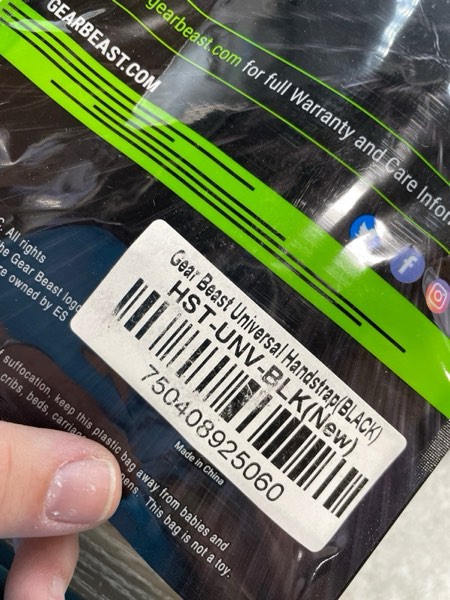 GEARBEAST.COM
gearbeast.com for full Warranty and Care Infor
. All rights
he Gear Beast logo
re owned by ES
Gear Beast Universal Handstrap(BLACK)
HST-UNV-BLK(New)
750408925060
Made in China
f suffocation, keep this plastic bag away from babies and
cribs, beds, carriag
pens. This bag is not a toy.